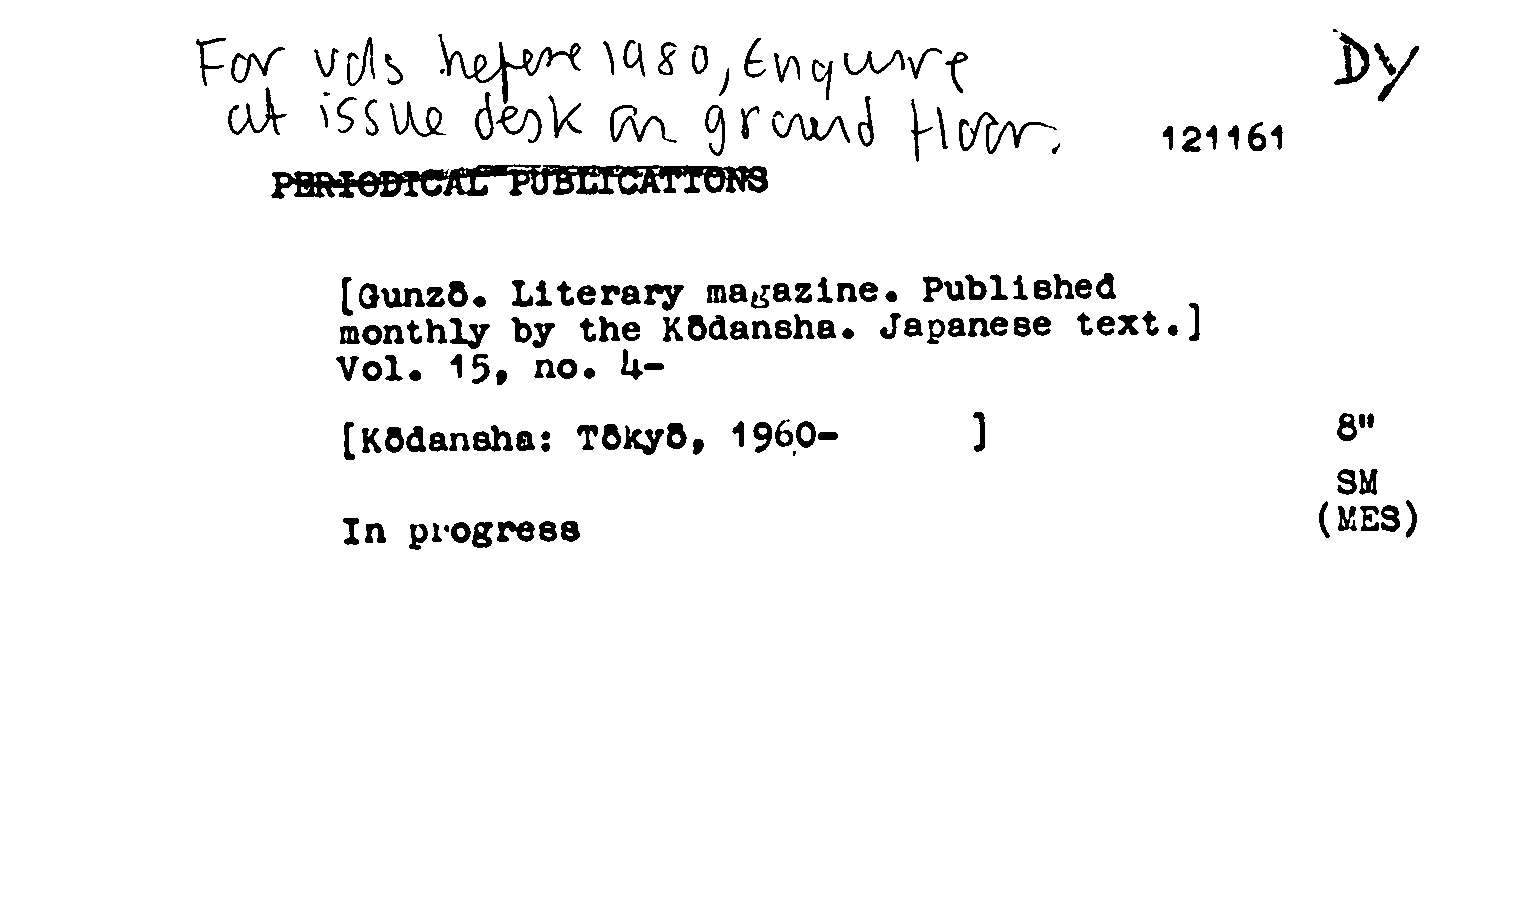 For vols before 1980, Enquire
DY
at issue desk on ground floor.
121161
PERIODICAL PUBLICATIONS
[Gunzō. Literary magazine. Published
monthly by the Kōdansha. Japanese text.]
Vol. 15, no. 4-
[Kōdansha: Tōkyō, 1960- ]
8"
SM
(MES)
In progress